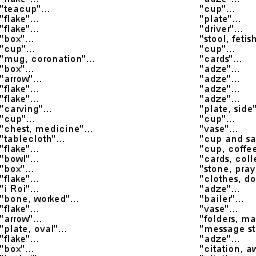 "teacup"... "cup"...
"flake"... "plate"...
"flake"... "driver"...
"box"... "stool, fetish
"cup"... "cup"...
"mug, coronation"... "cards"...
"box"... "adze"...
"arrow"... "adze"...
"flake"... "adze"...
"flake"... "adze"...
"carving"... "plate, side"
"cup"... "cup"...
"chest, medicine"... "vase"...
"tablecloth"... "cup and sa
"flake"... "cup, coffee
"bowl"... "cards, colle
"box"... "stone, pray
"flake"... "clothes, do
"i Roi"... "adze"...
"bone, worked"... "bailer"...
"flake"... "vase"...
"arrow"... "folders, ma
"plate, oval"... "message st
"flake"... "adze"...
"box"... "citation, aw